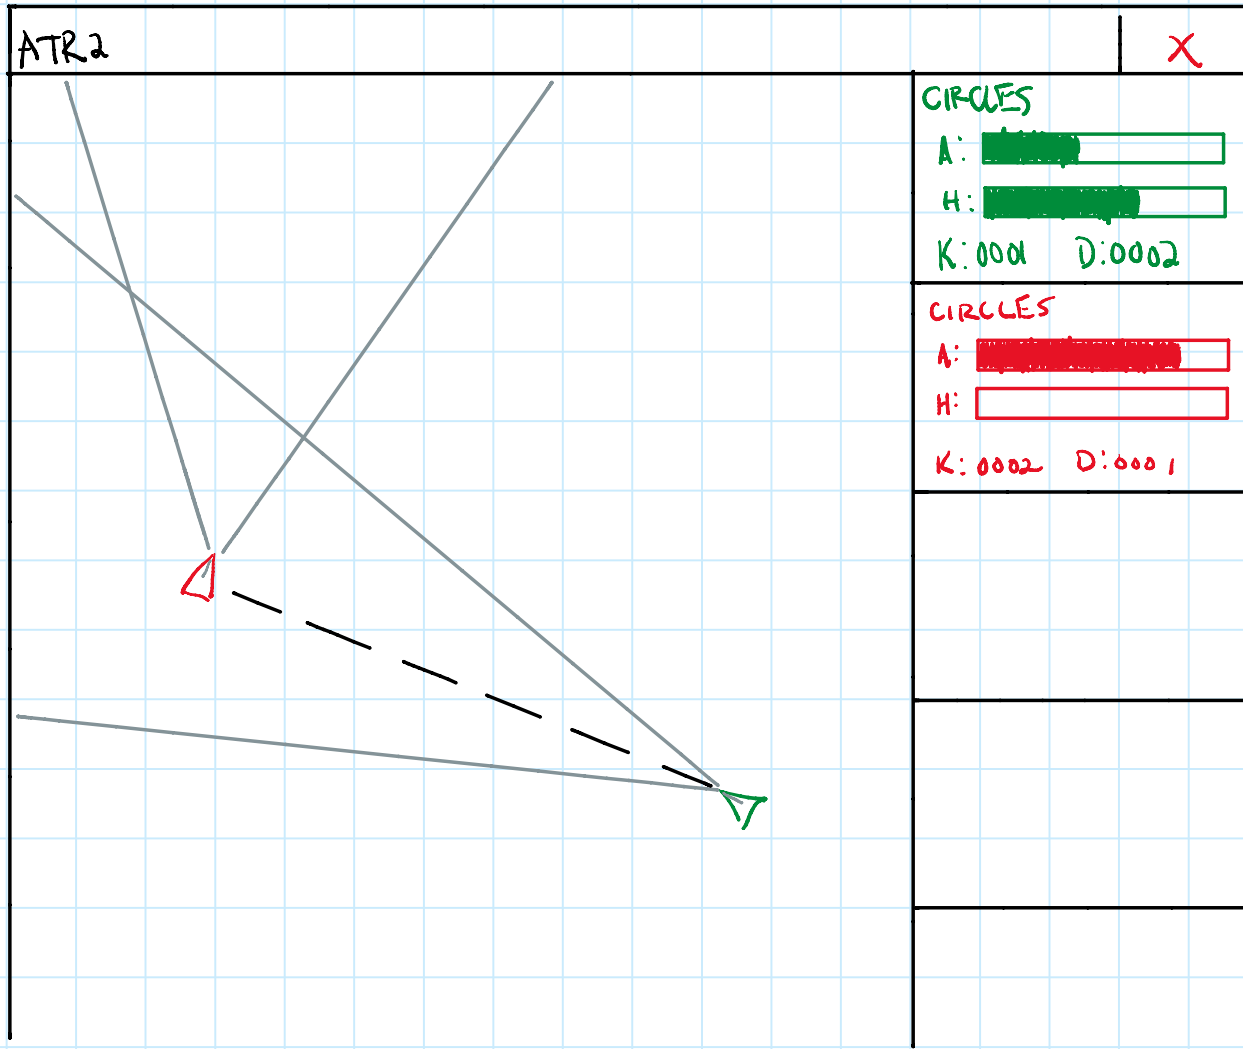 ATR2
X
CIRCLES
A:
H:
K:0001 D:0002
CIRCLES
A:
H:
K:0002 D:0001